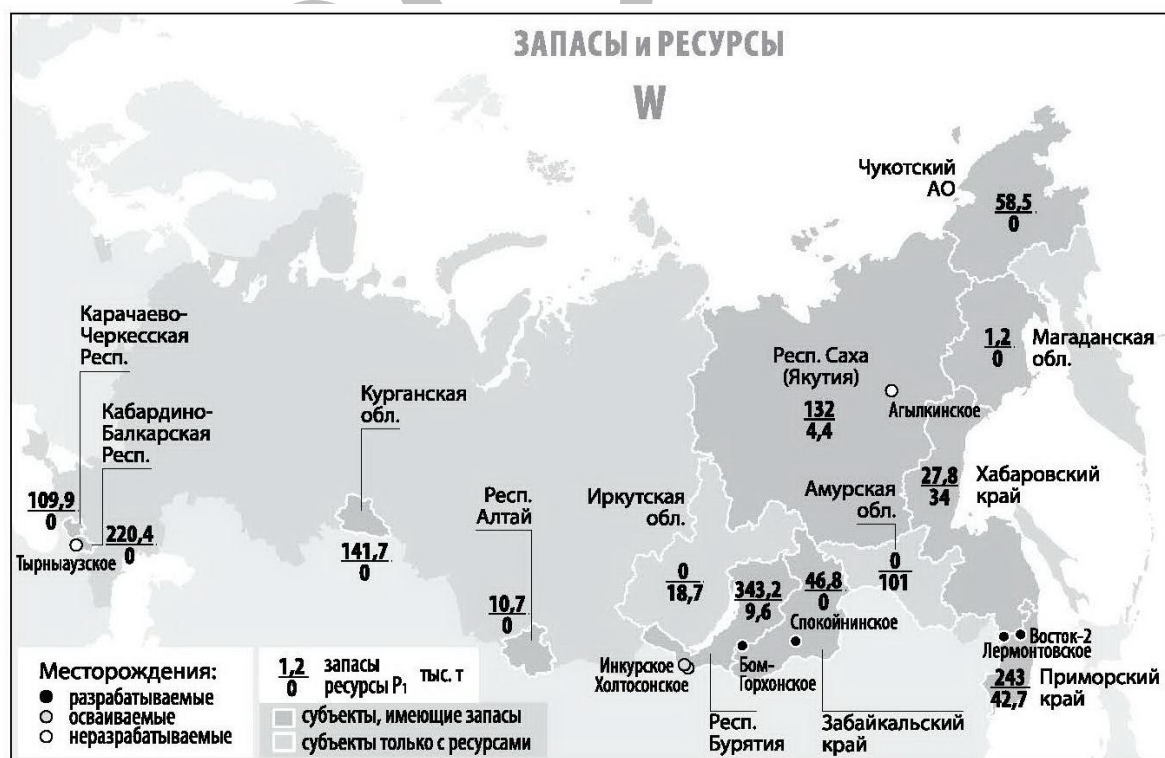 ЗАПАСЫ и РЕСУРСЫ
W
Чукотский
АО
58,5
0
Карачаево-
Черкесская
Респ.
Кабардино-
Балкарская
Респ.
Курганская
обл.
Респ. Саха
(Якутия)
132
4,4
Агылкинское
1,2
0
Магаданская
обл.
109,9
0
Тырныаузское
220,4
0
141,7
0
Респ.
Алтай
10,7
0
Иркутская
обл.
0
18,7
Амурская
обл.
0
101
27,8
34
Хабаровский
край
343,2
9,6
46,8
0
Спокойнинское
Инкурское
Холтосонское
Бом-
Горхонское
Восток-2
Лермонтовское
243
42,7
Приморский
край
Респ.
Бурятия
Забайкальский
край
Месторождения:
разрабатываемые
осваиваемые
неразрабатываемые
1,2
0
запасы
ресурсы Р₁
тыс. т
субъекты, имеющие запасы
субъекты только с ресурсами